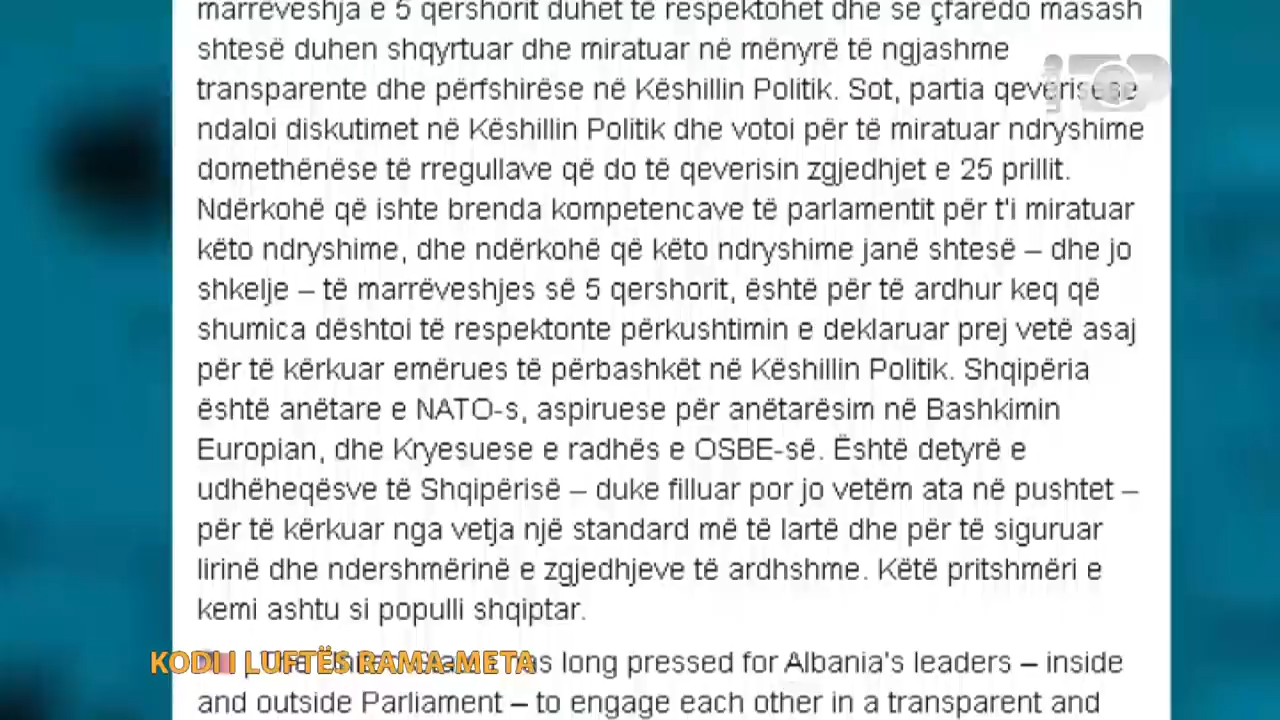 marrëveshja e 5 qershorit duhet të respektohet dhe se çfarëdo masash
shtesë duhen shqyrtuar dhe miratuar në mënyrë të ngjashme
transparente dhe përfshirëse në Këshillin Politik. Sot, partia qeverisëse
TOP
ndaloi diskutimet në Këshillin Politik dhe votoi për të miratuar ndryshime
domethënëse të rregullave që do të qeverisin zgjedhjet e 25 prillit.
Ndërkohë që ishte brenda kompetencave të parlamentit për t'i miratuar
këto ndryshime, dhe ndërkohë që këto ndryshime janë shtesë – dhe jo
shkelje – të marrëveshjes së 5 qershorit, është për të ardhur keq që
shumica dështoi të respektonte përkushtimin e deklaruar prej vetë asaj
për të kërkuar emërues të përbashkët në Këshillin Politik. Shqipëria
është anëtare e NATO-s, aspiruese për anëtarësim në Bashkimin
Europian, dhe Kryesuese e radhës e OSBE-së. Është detyrë e
udhëheqësve të Shqipërisë – duke filluar por jo vetëm ata në pushtet –
për të kërkuar nga vetja një standard më të lartë dhe për të siguruar
lirinë dhe ndershmërinë e zgjedhjeve të ardhshme. Këtë pritshmëri e
kemi ashtu si populli shqiptar.
KODI I LUFTËS RAMA-META
long pressed for Albania's leaders – inside
and outside Parliament – to engage each other in a transparent and